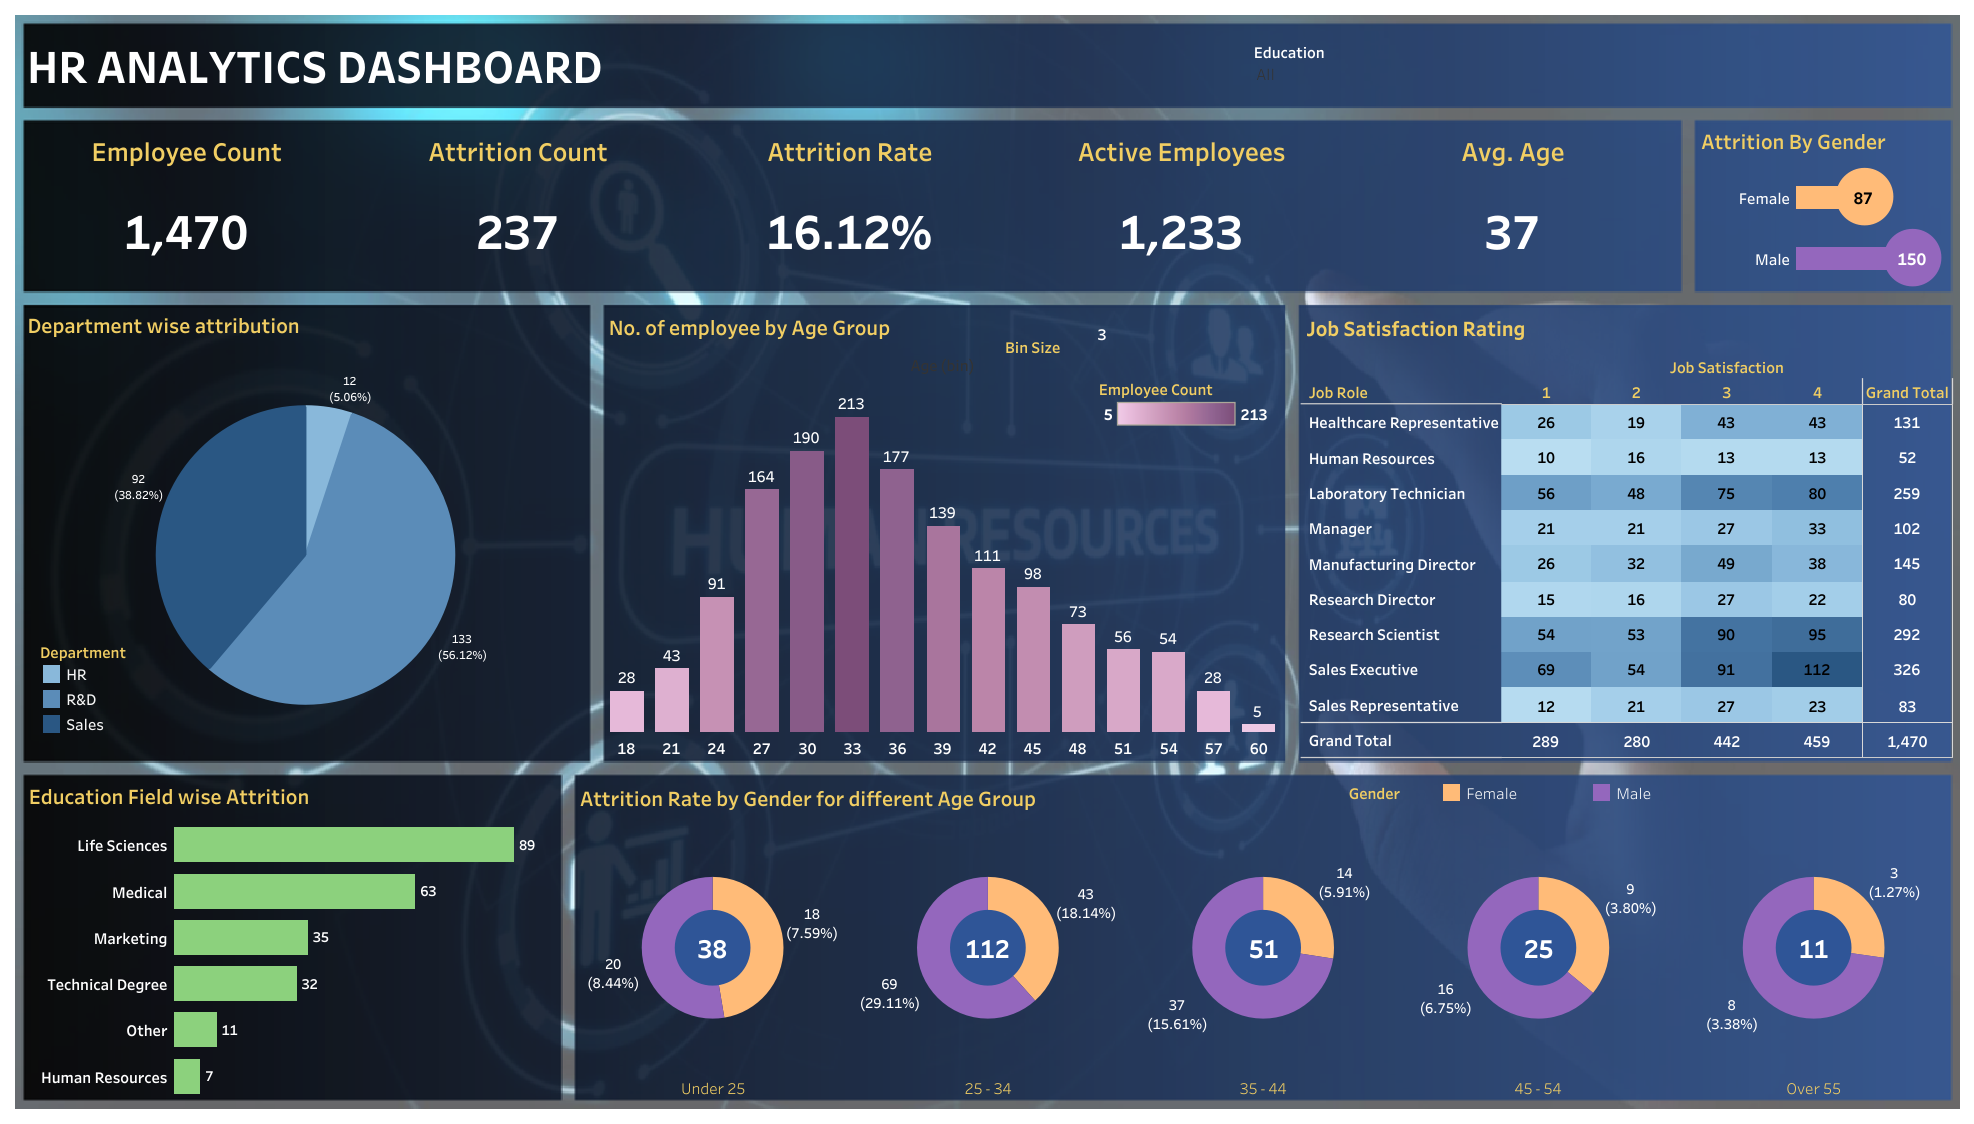 HR ANALYTICS DASHBOARD
Education
All
Employee Count
Attrition Count
Attrition Rate
Active Employees
Avg. Age
1,470
237
16.12%
1,233
37
Attrition By Gender
Female
87
Male
150
Department wise attribution
12
(5.06%)
92
(38.82%)
133
(56.12%)
Department
HR
R&D
Sales
No. of employee by Age Group
Bin Size
3
Employee Count
5
213
28
43
91
164
190
213
177
139
111
98
73
56
54
28
5
18 21 24 27 30 33 36 39 42 45 48 51 54 57 60
HUMAN RESOURCES
Job Satisfaction Rating
Job Satisfaction
Job Role 1 2 3 4 Grand Total
Healthcare Representative 26 19 43 43 131
Human Resources 10 16 13 13 52
Laboratory Technician 56 48 75 80 259
Manager 21 21 27 33 102
Manufacturing Director 26 32 49 38 145
Research Director 15 16 27 22 80
Research Scientist 54 53 90 95 292
Sales Executive 69 54 91 112 326
Sales Representative 12 21 27 23 83
Grand Total 289 280 442 459 1,470
Education Field wise Attrition
Life Sciences 89
Medical 63
Marketing 35
Technical Degree 32
Other 11
Human Resources 7
Attrition Rate by Gender for different Age Group
Gender
Female
Male
38
18
(7.59%)
20
(8.44%)
Under 25
112
43
(18.14%)
69
(29.11%)
25 - 34
51
14
(5.91%)
37
(15.61%)
35 - 44
25
9
(3.80%)
16
(6.75%)
45 - 54
11
3
(1.27%)
8
(3.38%)
Over 55